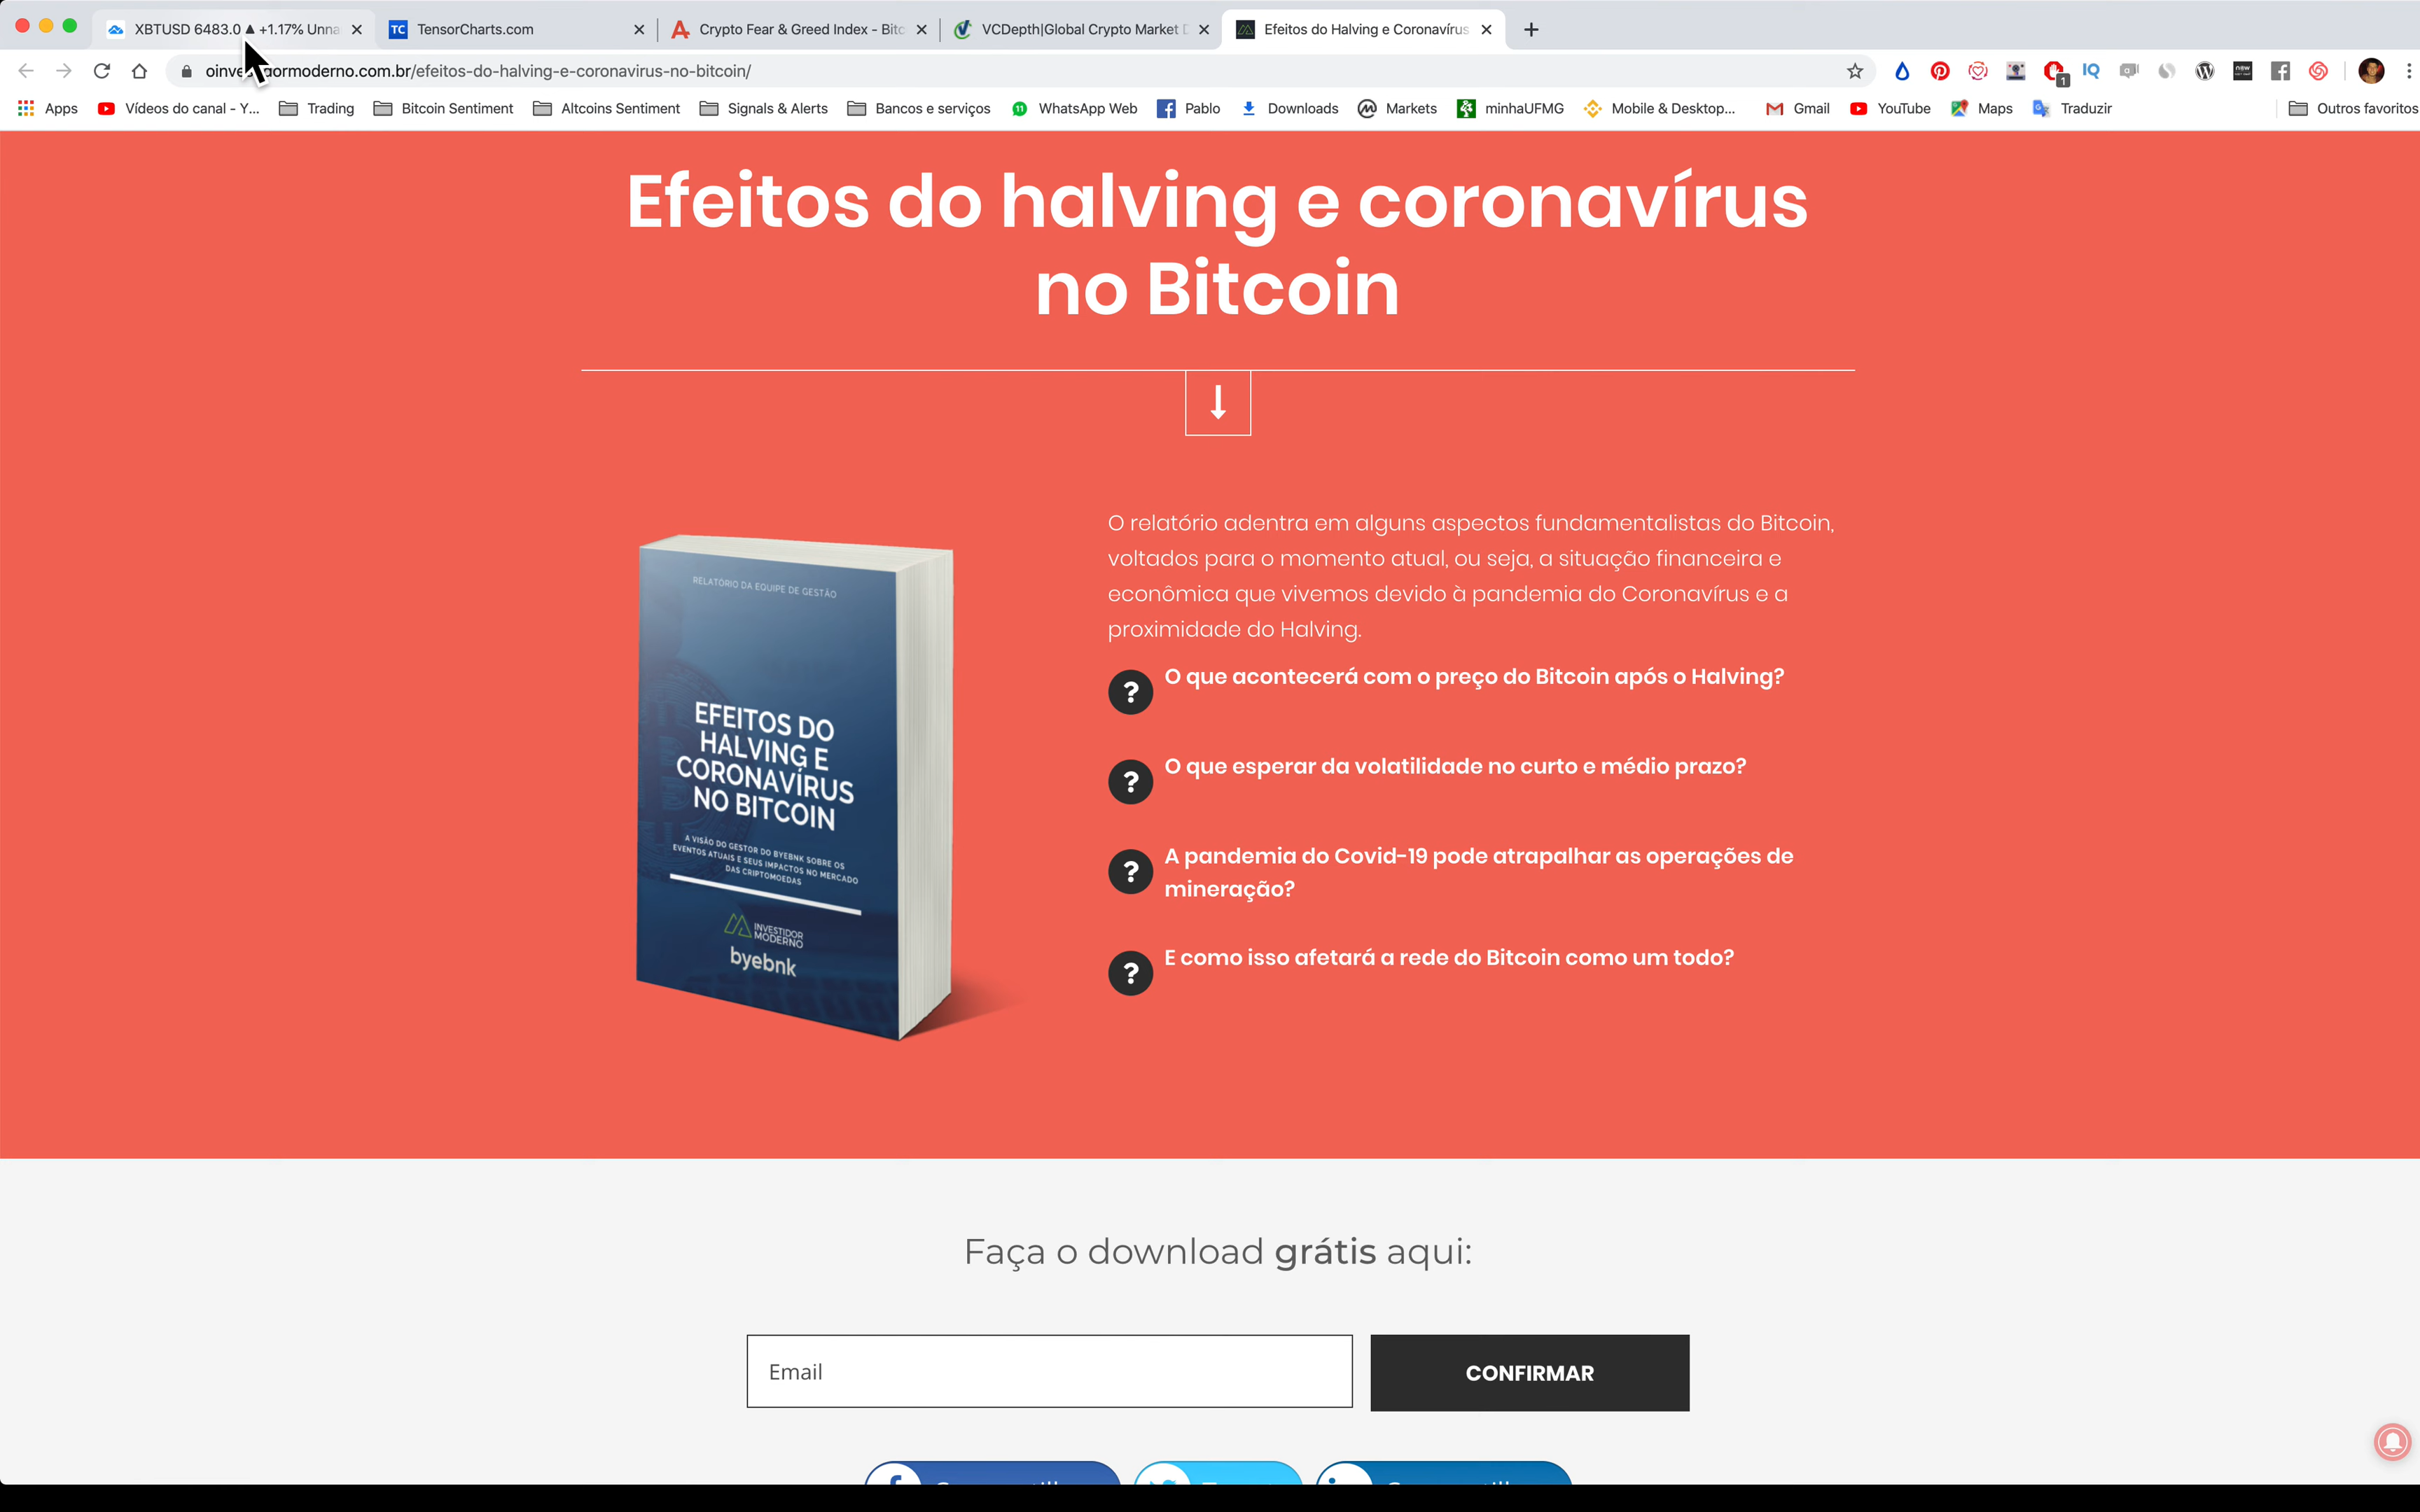 XBTUSD 6483.0 ▲ +1.17% Unna
TensorCharts.com
Crypto Fear & Greed Index - Bitc
VCDepth|Global Crypto Market D
Efeitos do Halving e Coronavírus
ormoderno.com.br/efeitos-do-halving-e-coronavirus-no-bitcoin/
Apps
Vídeos do canal - Y...
Trading
Bitcoin Sentiment
Altcoins Sentiment
Signals & Alerts
Bancos e serviços
WhatsApp Web
Pablo
Downloads
Markets
minhaUFMG
Mobile & Desktop...
Gmail
YouTube
Maps
Traduzir
Outros favoritos
Efeitos do halving e coronavírus
no Bitcoin
RELATÓRIO DA EQUIPE DE GESTÃO
EFEITOS DO
HALVING E
CORONAVÍRUS
NO BITCOIN
A VISÃO DO GESTOR DO BYEBNK SOBRE OS
EVENTOS ATUAIS E SEUS IMPACTOS NO MERCADO
DAS CRIPTOMOEDAS
INVESTIDOR
MODERNO
byebnk
O relatório adentra em alguns aspectos fundamentalistas do Bitcoin,
voltados para o momento atual, ou seja, a situação financeira e
econômica que vivemos devido à pandemia do Coronavírus e a
proximidade do Halving.
O que acontecerá com o preço do Bitcoin após o Halving?
O que esperar da volatilidade no curto e médio prazo?
A pandemia do Covid-19 pode atrapalhar as operações de
mineração?
E como isso afetará a rede do Bitcoin como um todo?
Faça o download grátis aqui:
Email
CONFIRMAR